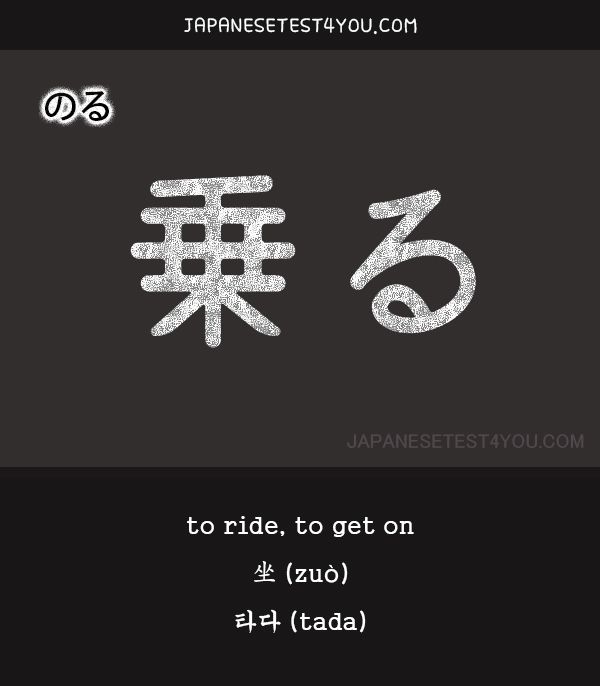 JAPANESETEST4YOU.COM
のる
乗る
JAPANESETEST4YOU.COM
to ride, to get on
坐 (zuò)
타다 (tada)